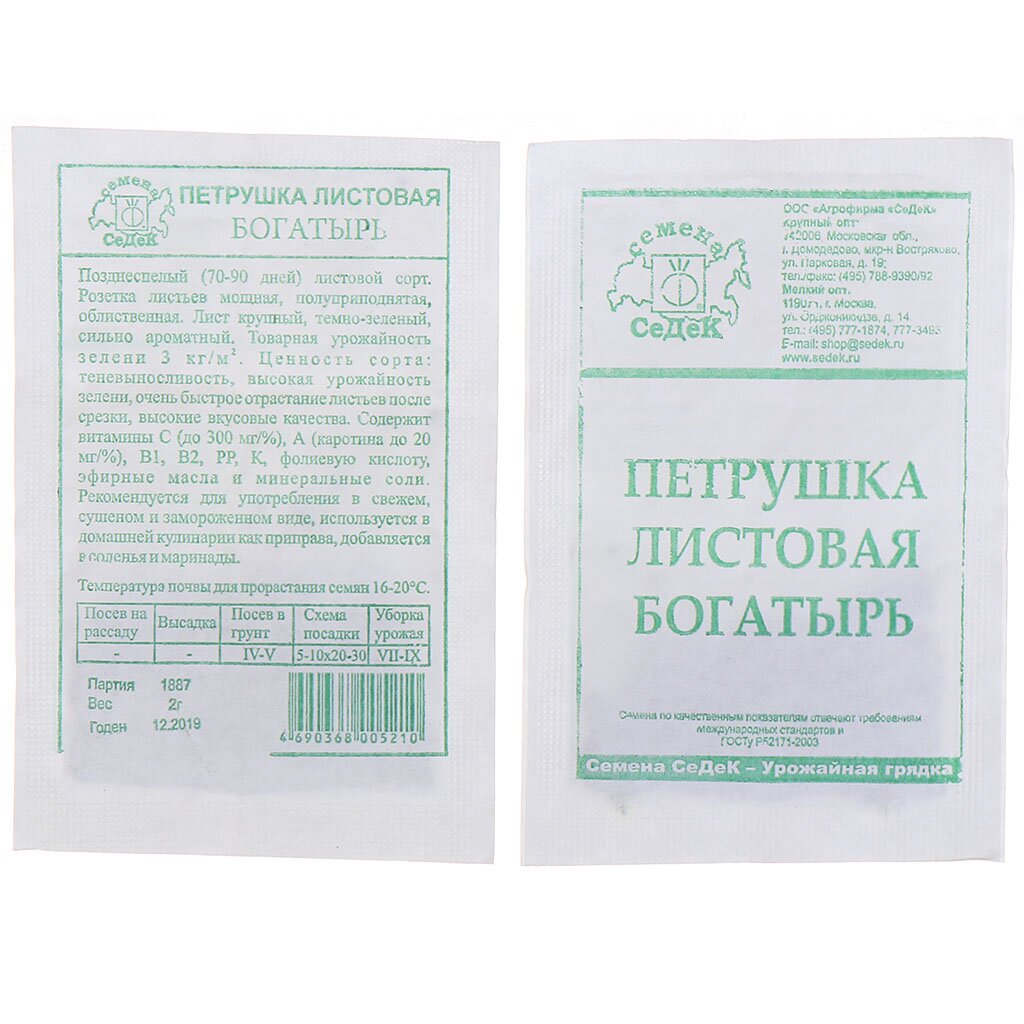 семена
СеДеК
ПЕТРУШКА ЛИСТОВАЯ
БОГАТЫРЬ
Позднеспелый (70-90 дней) листовой сорт.
Розетка листьев мощная, полуприподнятая,
облиственная. Лист крупный, темно-зеленый,
сильно ароматный. Товарная урожайность
зелени 3 кг/м². Ценность сорта:
теневыносливость, высокая урожайность
зелени, очень быстрое отрастание листьев после
срезки, высокие вкусовые качества. Содержит
витамины С (до 300 мг/%), А (каротина до 20
мг/%), В1, В2, РР, К, фолиевую кислоту,
эфирные масла и минеральные соли.
Рекомендуется для употребления в свежем,
сушеном и замороженном виде, используется в
домашней кулинарии как приправа, добавляется
в соленья и маринады.
Температура почвы для прорастания семян 16-20°С.
Посев на рассаду Высадка Посев в грунт Схема посадки Уборка урожая
- - IV-V 5-10x20-30 VII-IX
Партия 1887
Вес 2г
Годен 12.2019
4 690368 005210
семена
СеДеК
®
ООО «Агрофирма «СеДеК»
крупный опт
142006, Московская обл.,
г. Домодедово, мкр-н Востряково,
ул. Парковая, д. 19;
тел./факс: (495) 788-9390/92
Мелкий опт.
119071, г. Москва,
ул. Орджоникидзе, д. 14
тел.: (495) 777-1874, 777-3493
E-mail: shop@sedek.ru
www.sedek.ru
ПЕТРУШКА
ЛИСТОВАЯ
БОГАТЫРЬ
Семена по качественным показателям отвечают требованиям
международных стандартов и
ГОСТу Р52171-2003
Семена СеДеК – Урожайная грядка